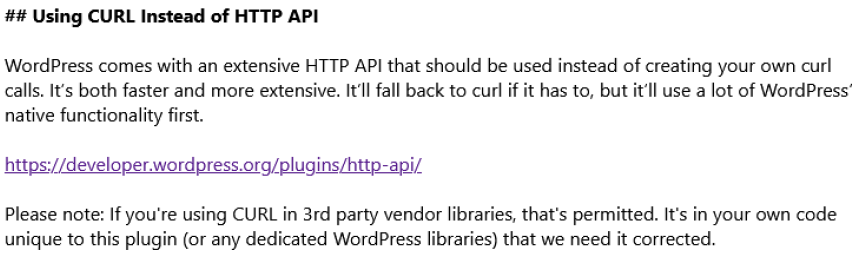 ## Using CURL Instead of HTTP API
WordPress comes with an extensive HTTP API that should be used instead of creating your own curl
calls. It’s both faster and more extensive. It’ll fall back to curl if it has to, but it’ll use a lot of WordPress’
native functionality first.
https://developer.wordpress.org/plugins/http-api/
Please note: If you're using CURL in 3rd party vendor libraries, that's permitted. It's in your own code
unique to this plugin (or any dedicated WordPress libraries) that we need it corrected.